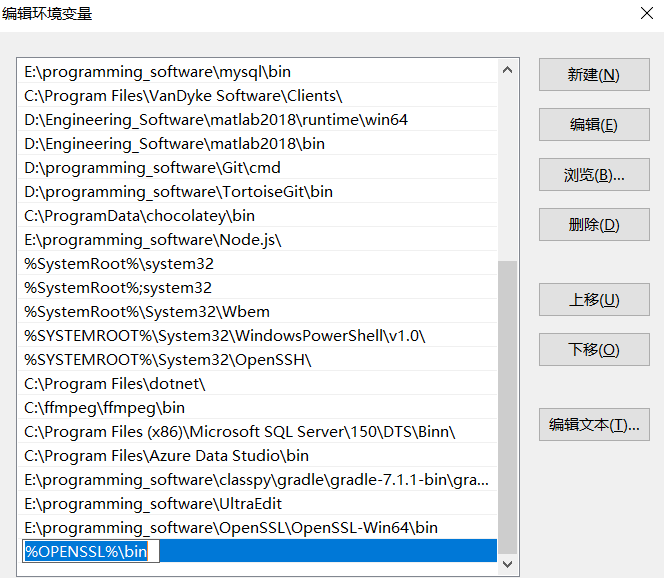 编辑环境变量
E:\programming_software\mysql\bin
C:\Program Files\VanDyke Software\Clients\
D:\Engineering_Software\matlab2018\runtime\win64
D:\Engineering_Software\matlab2018\bin
D:\programming_software\Git\cmd
D:\programming_software\TortoiseGit\bin
C:\ProgramData\chocolatey\bin
E:\programming_software\Node.js\
%SystemRoot%\system32
%SystemRoot%;system32
%SystemRoot%\System32\Wbem
%SYSTEMROOT%\System32\WindowsPowerShell\v1.0\
%SYSTEMROOT%\System32\OpenSSH\
C:\Program Files\dotnet\
C:\ffmpeg\ffmpeg\bin
C:\Program Files (x86)\Microsoft SQL Server\150\DTS\Binn\
C:\Program Files\Azure Data Studio\bin
E:\programming_software\classpy\gradle\gradle-7.1.1-bin\gra...
E:\programming_software\UltraEdit
E:\programming_software\OpenSSL\OpenSSL-Win64\bin
%OPENSSL%\bin
新建(N)
编辑(E)
浏览(B)...
删除(D)
上移(U)
下移(O)
编辑文本(T)...